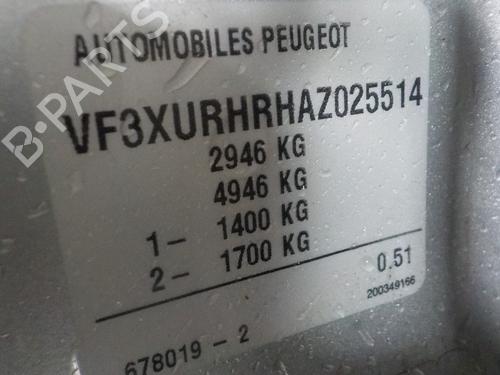 AUTOMOBILES PEUGEOT
VF3XURHRHAZ025514
2946 KG
4946 KG
1- 1400 KG
2- 1700 KG
0.51
200349166
678019-2
B-PARTS